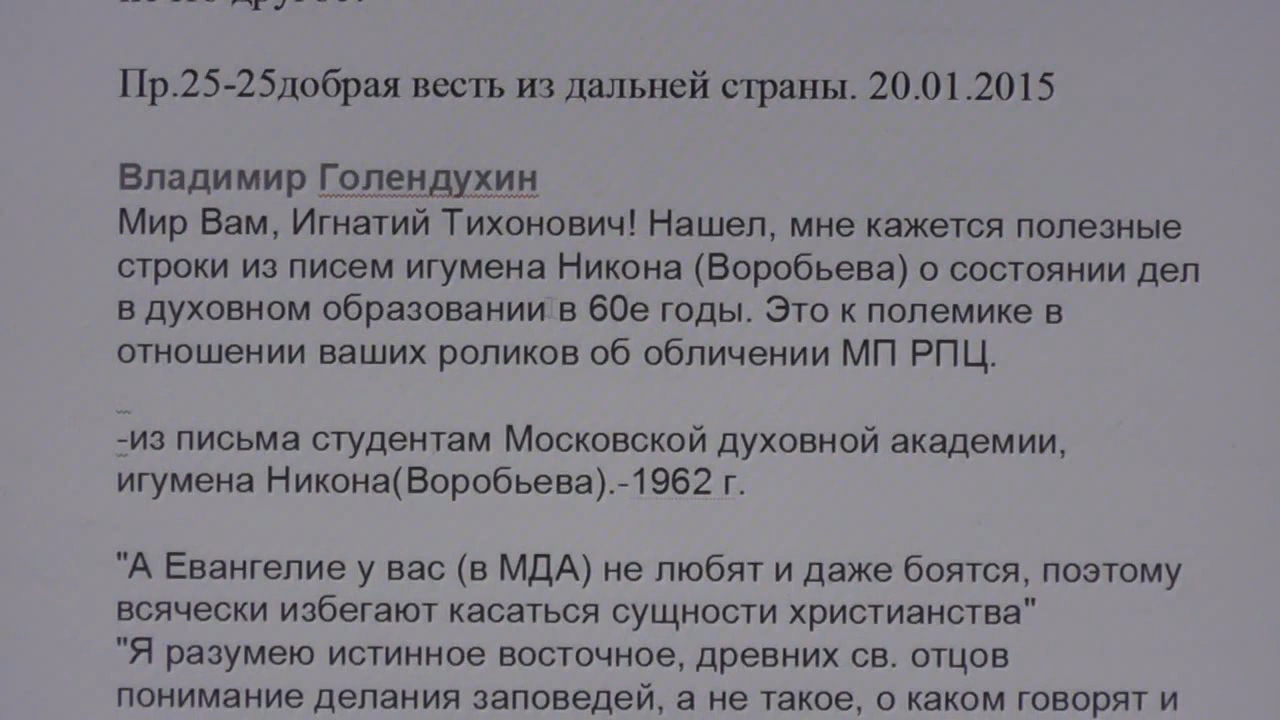 Пр.25-25добрая весть из дальней страны. 20.01.2015
Владимир Голендухин
Мир Вам, Игнатий Тихонович! Нашел, мне кажется полезные
строки из писем игумена Никона (Воробьева) о состоянии дел
в духовном образовании в 60е годы. Это к полемике в
отношении ваших роликов об обличении МП РПЦ.
-из письма студентам Московской духовной академии,
игумена Никона(Воробьева).-1962 г.
"А Евангелие у вас (в МДА) не любят и даже боятся, поэтому
всячески избегают касаться сущности христианства"
"Я разумею истинное восточное, древних св. отцов
понимание делания заповедей, а не такое, о каком говорят и